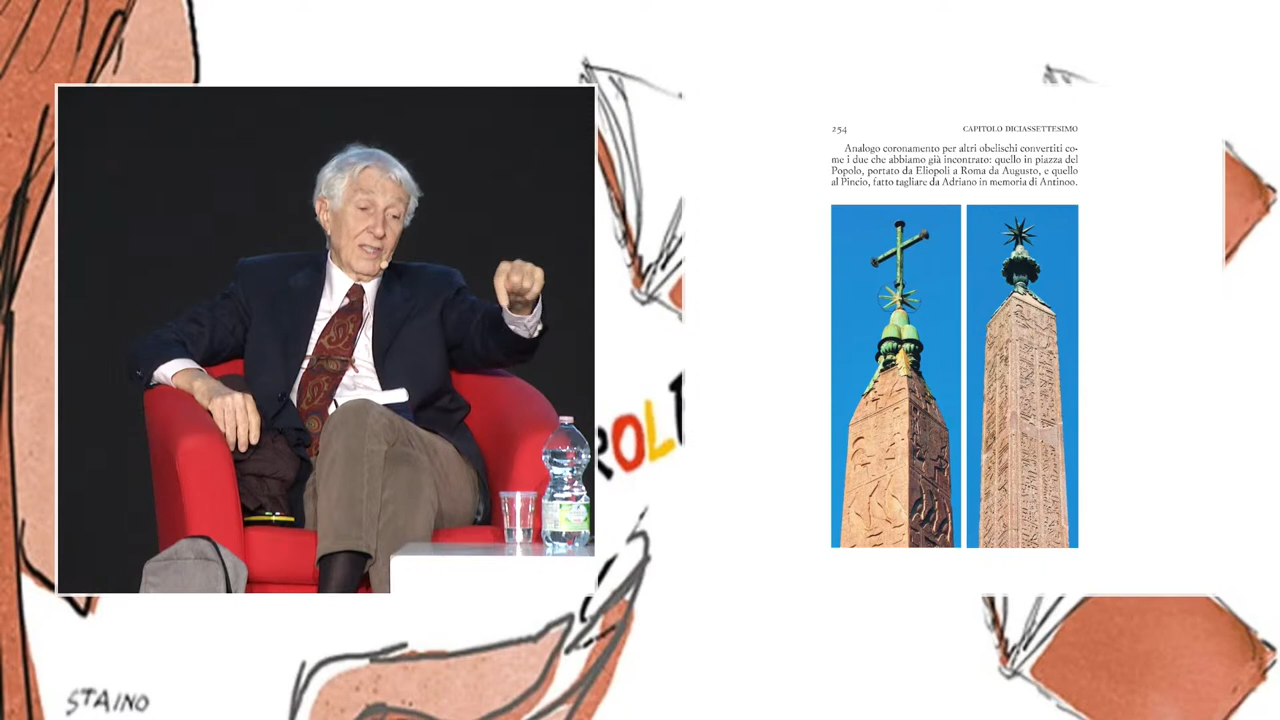 254 CAPITOLO DICIASSETTESIMO
Analogo coronamento per altri obelischi convertiti co-
me i due che abbiamo già incontrato: quello in piazza del
Popolo, portato da Eliopoli a Roma da Augusto, e quello
al Pincio, fatto tagliare da Adriano in memoria di Antinoo.
ROLI
STAINO